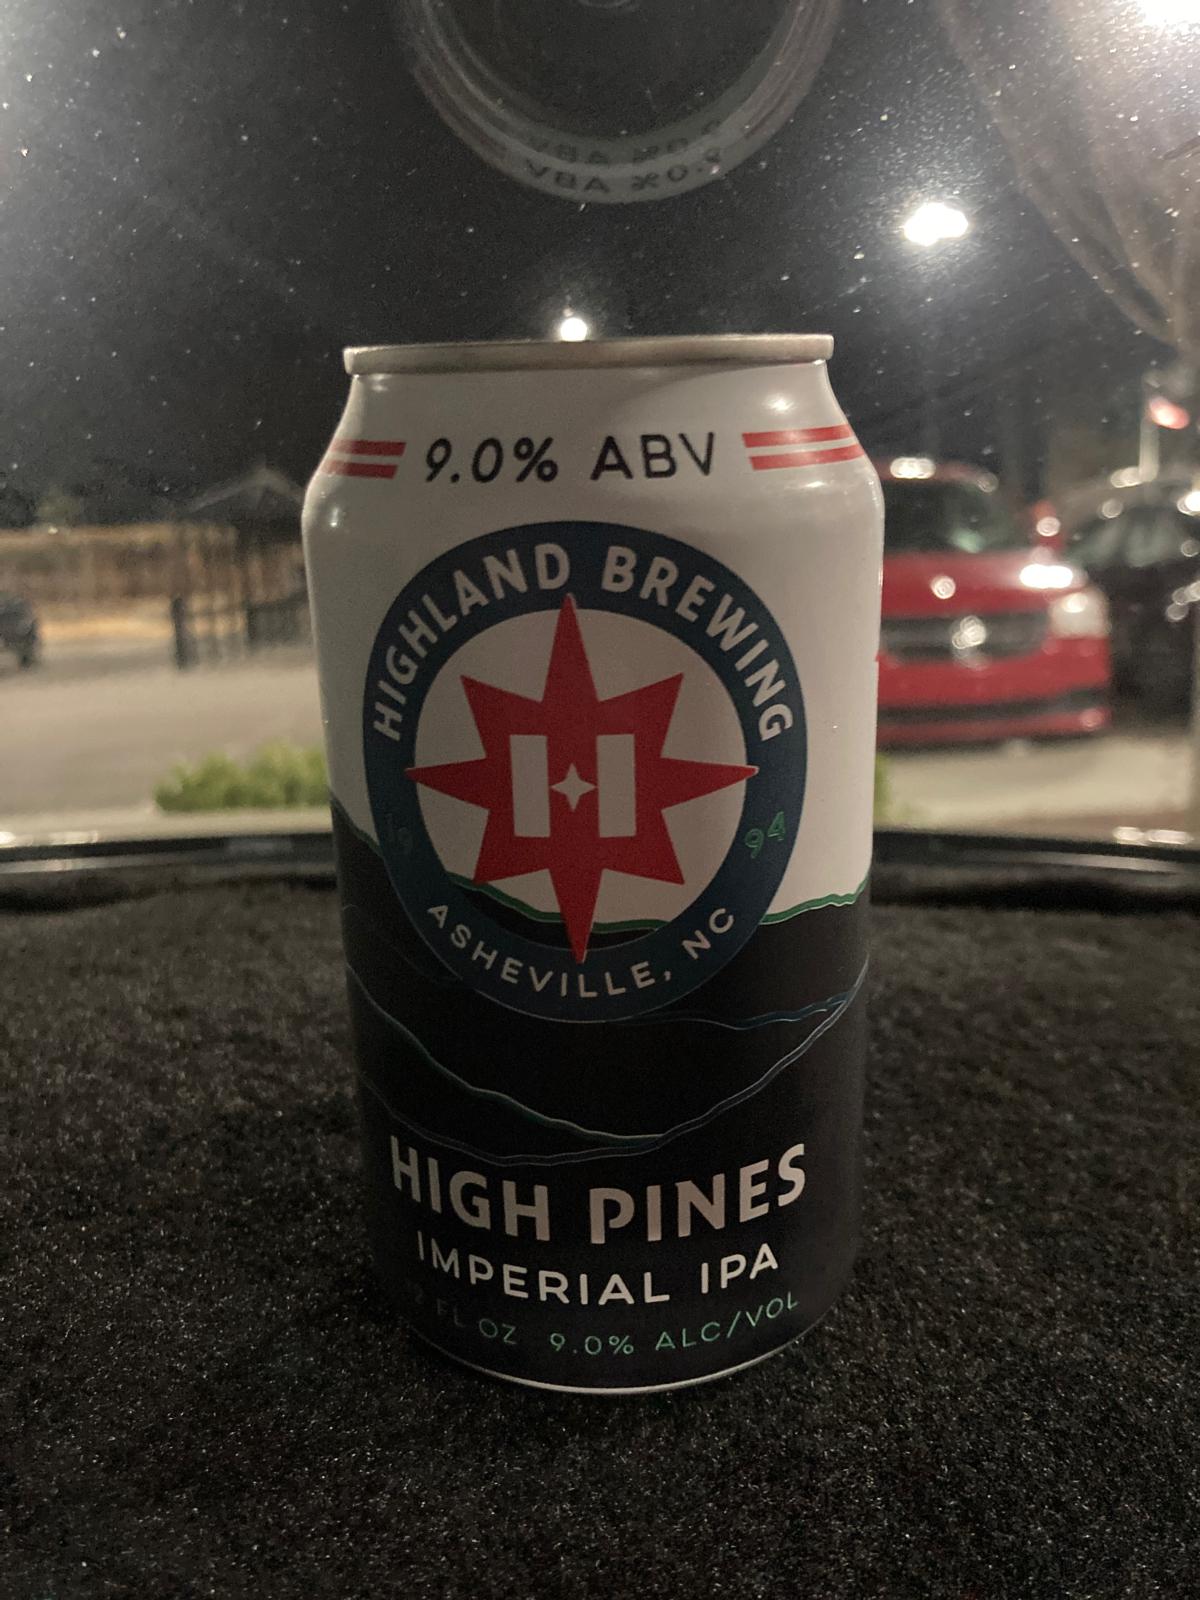 9.0% ABV
HIGHLAND BREWING
19 94
ASHEVILLE, NC
HIGH PINES
IMPERIAL IPA
FL OZ 9.0% ALC/VOL